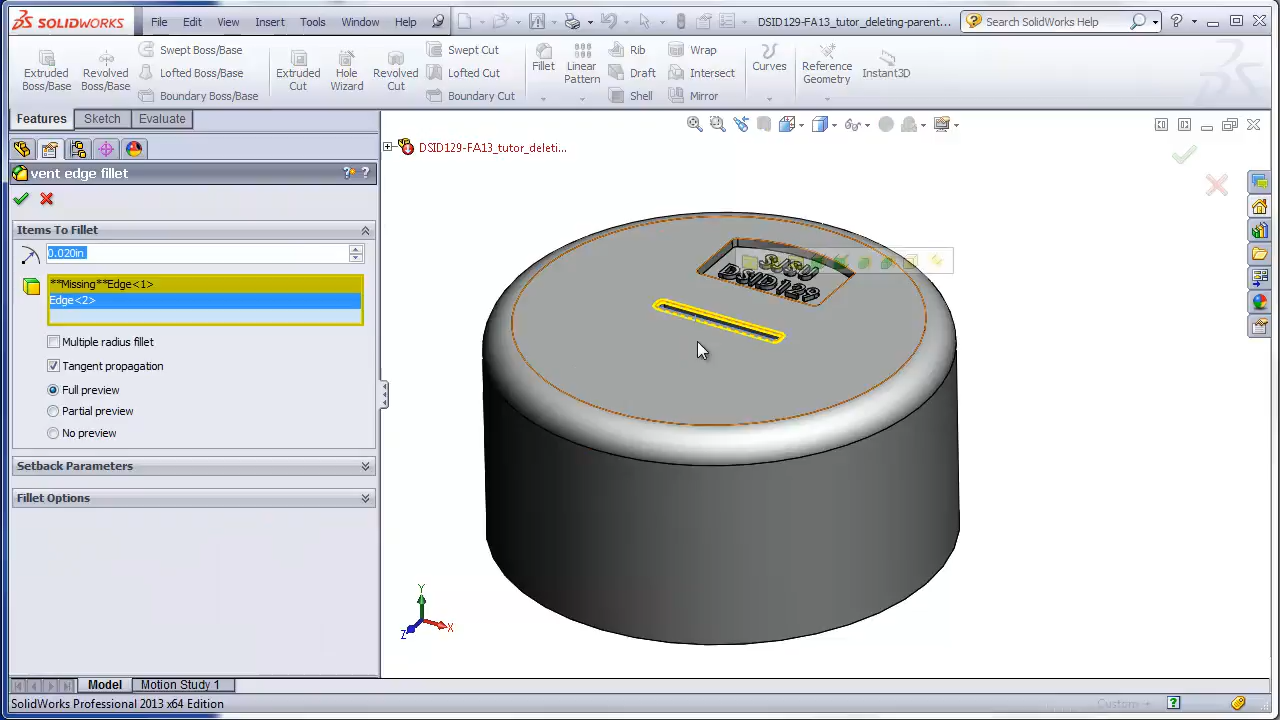 SOLIDWORKS File Edit View Insert Tools Window Help DSID129-FA13_tutor_deleting-parent... Search SolidWorks Help
Extruded Boss/Base
Revolved Boss/Base
Swept Boss/Base
Lofted Boss/Base
Boundary Boss/Base
Extruded Cut
Hole Wizard
Revolved Cut
Swept Cut
Lofted Cut
Boundary Cut
Fillet
Linear Pattern
Rib
Draft
Shell
Wrap
Intersect
Mirror
Curves
Reference Geometry
Instant3D
Features Sketch Evaluate
DSID129-FA13_tutor_deleti...
vent edge fillet
Items To Fillet
0.020in
**Missing**Edge<1>
Edge<2>
Multiple radius fillet
Tangent propagation
Full preview
Partial preview
No preview
Setback Parameters
Fillet Options
SJSU
DSID129
Y
X
Z
Model Motion Study 1
SolidWorks Professional 2013 x64 Edition
Custom